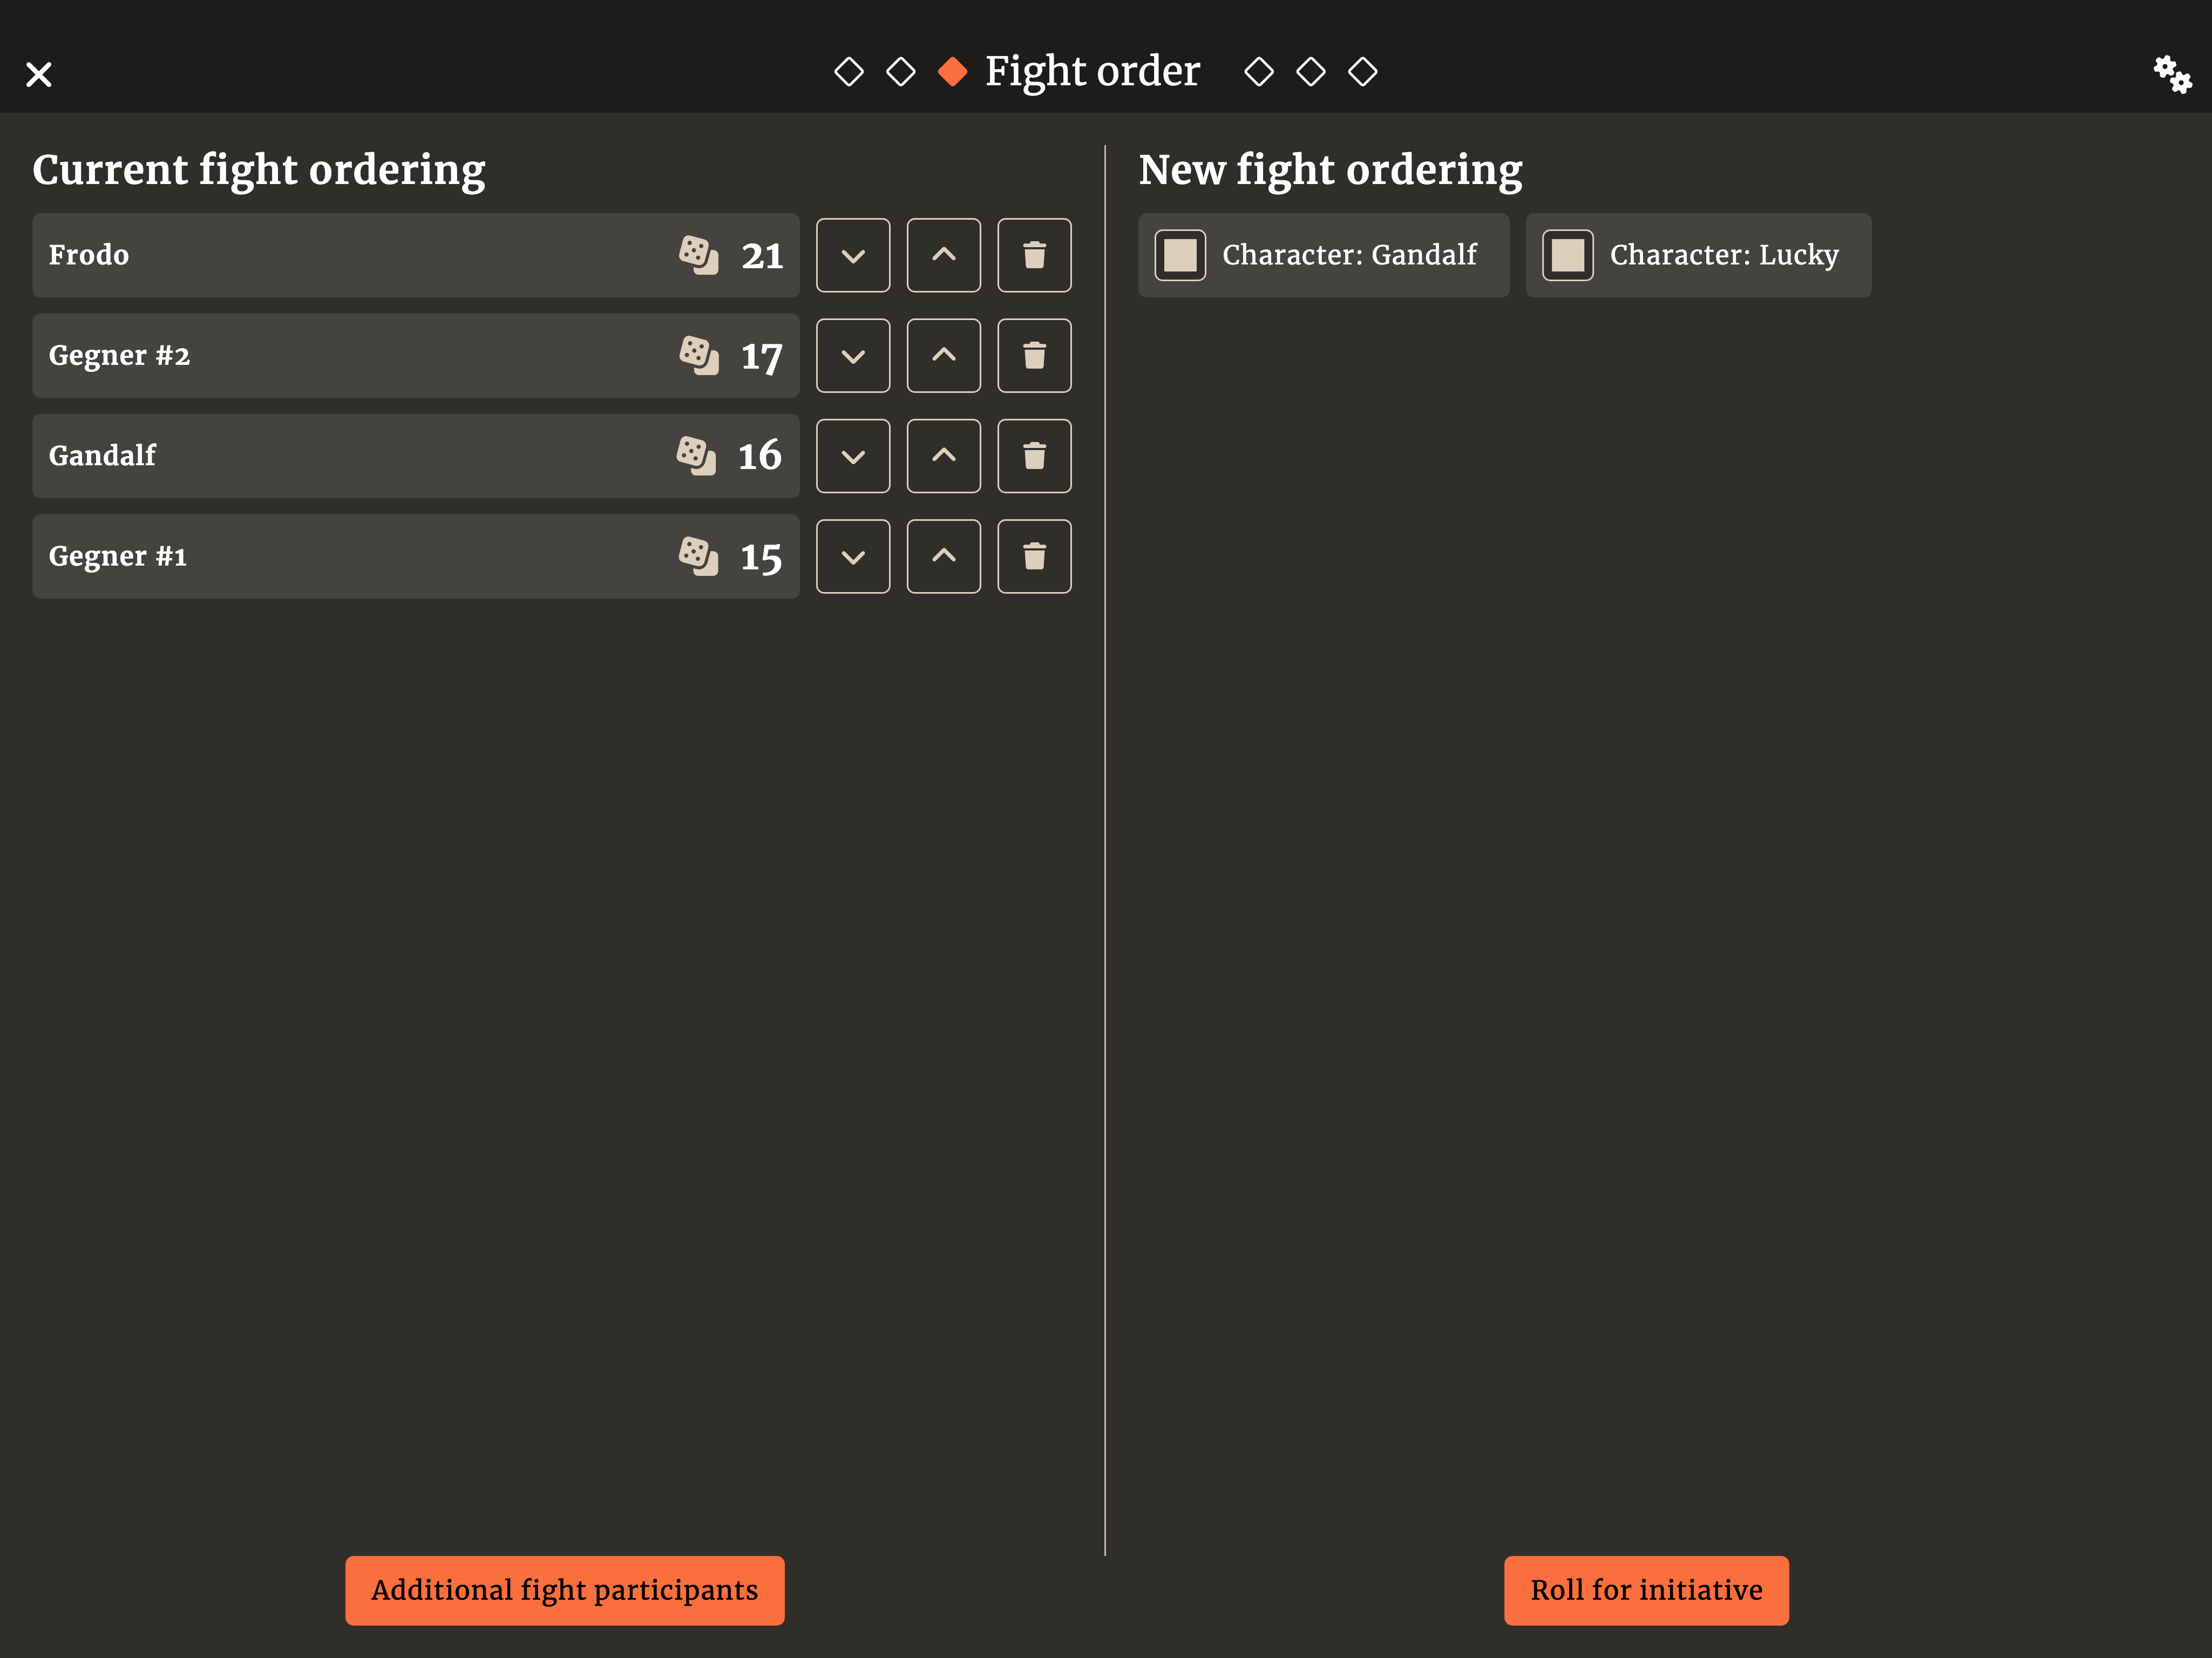 Fight order
Current fight ordering
Frodo 21
Gegner #2 17
Gandalf 16
Gegner #1 15
Additional fight participants
New fight ordering
Character: Gandalf
Character: Lucky
Roll for initiative